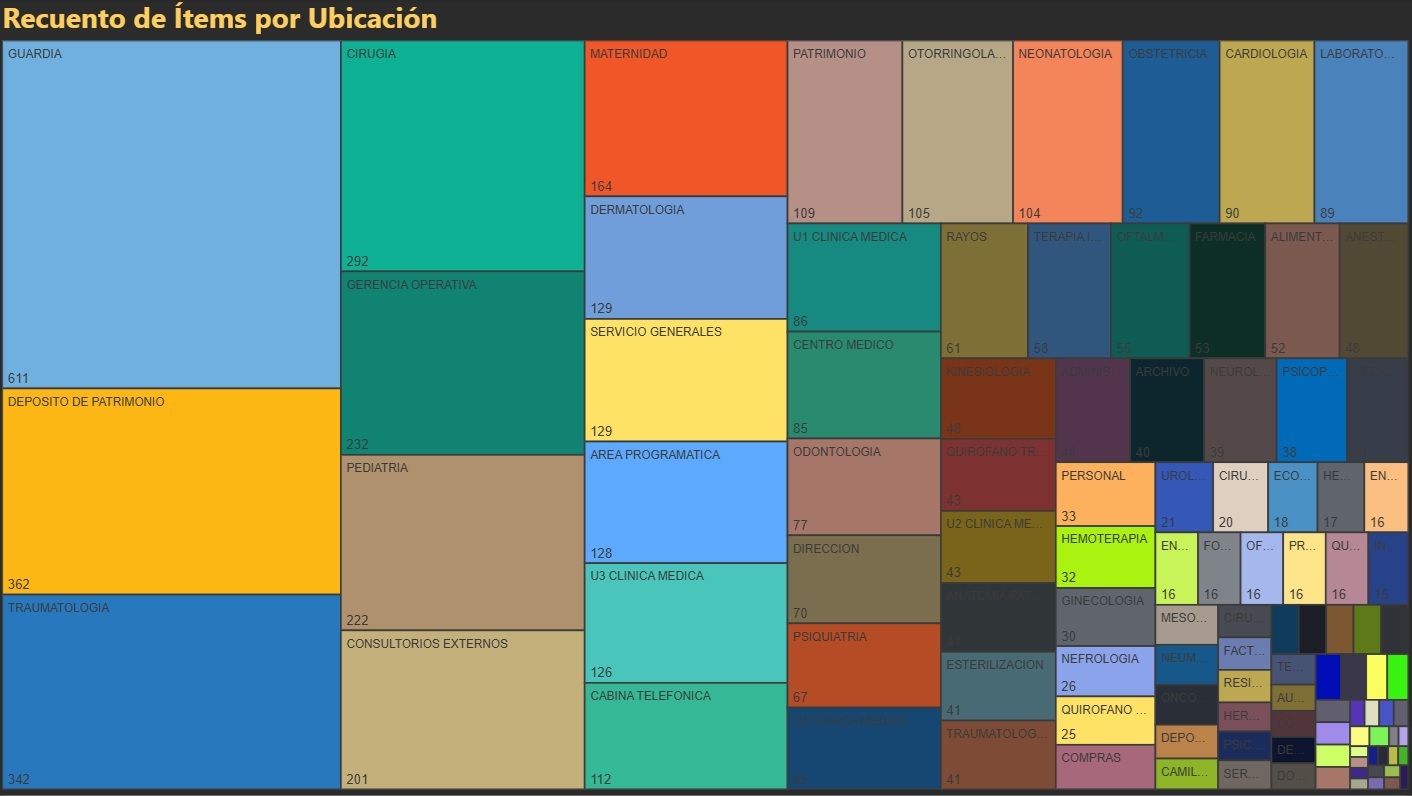 Recuento de Ítems por Ubicación
GUARDIA
611
DEPOSITO DE PATRIMONIO
362
TRAUMATOLOGIA
342
CIRUGIA
292
GERENCIA OPERATIVA
232
PEDIATRIA
222
CONSULTORIOS EXTERNOS
201
MATERNIDAD
164
DERMATOLOGIA
129
SERVICIO GENERALES
129
AREA PROGRAMATICA
128
U3 CLINICA MEDICA
126
CABINA TELEFONICA
112
PATRIMONIO
109
OTORRINGOLA...
105
NEONATOLOGIA
104
OBSTETRICIA
92
CARDIOLOGIA
90
LABORATO...
89
U1 CLINICA MEDICA
86
CENTRO MEDICO
85
ODONTOLOGIA
77
DIRECCION
70
PSIQUIATRIA
67
RAYOS
61
TERAPIA I...
58
OFTALM...
56
FARMACIA
53
ALIMENT...
52
ANEST...
48
KINESIOLOGIA
46
QUIROFANO TR...
43
U2 CLINICA ME...
43
ANATOMIA PAT...
ESTERILIZACION
41
TRAUMATOLOG...
41
ADMINIS...
ARCHIVO
40
NEUROL...
39
PSICOP...
38
PERSONAL
33
HEMOTERAPIA
32
GINECOLOGIA
30
NEFROLOGIA
26
QUIROFANO ...
25
COMPRAS
UROL...
21
CIRU...
20
ECO...
18
HE...
17
EN...
16
EN...
16
FO...
16
OF...
16
PR...
16
QU...
16
IN...
15
MESO...
NEUM...
ONCO...
DEPO...
CAMIL...
CIRU...
FACT...
RESI...
HER...
PSIC...
SER...
TE...
AU...
DE...
DO...